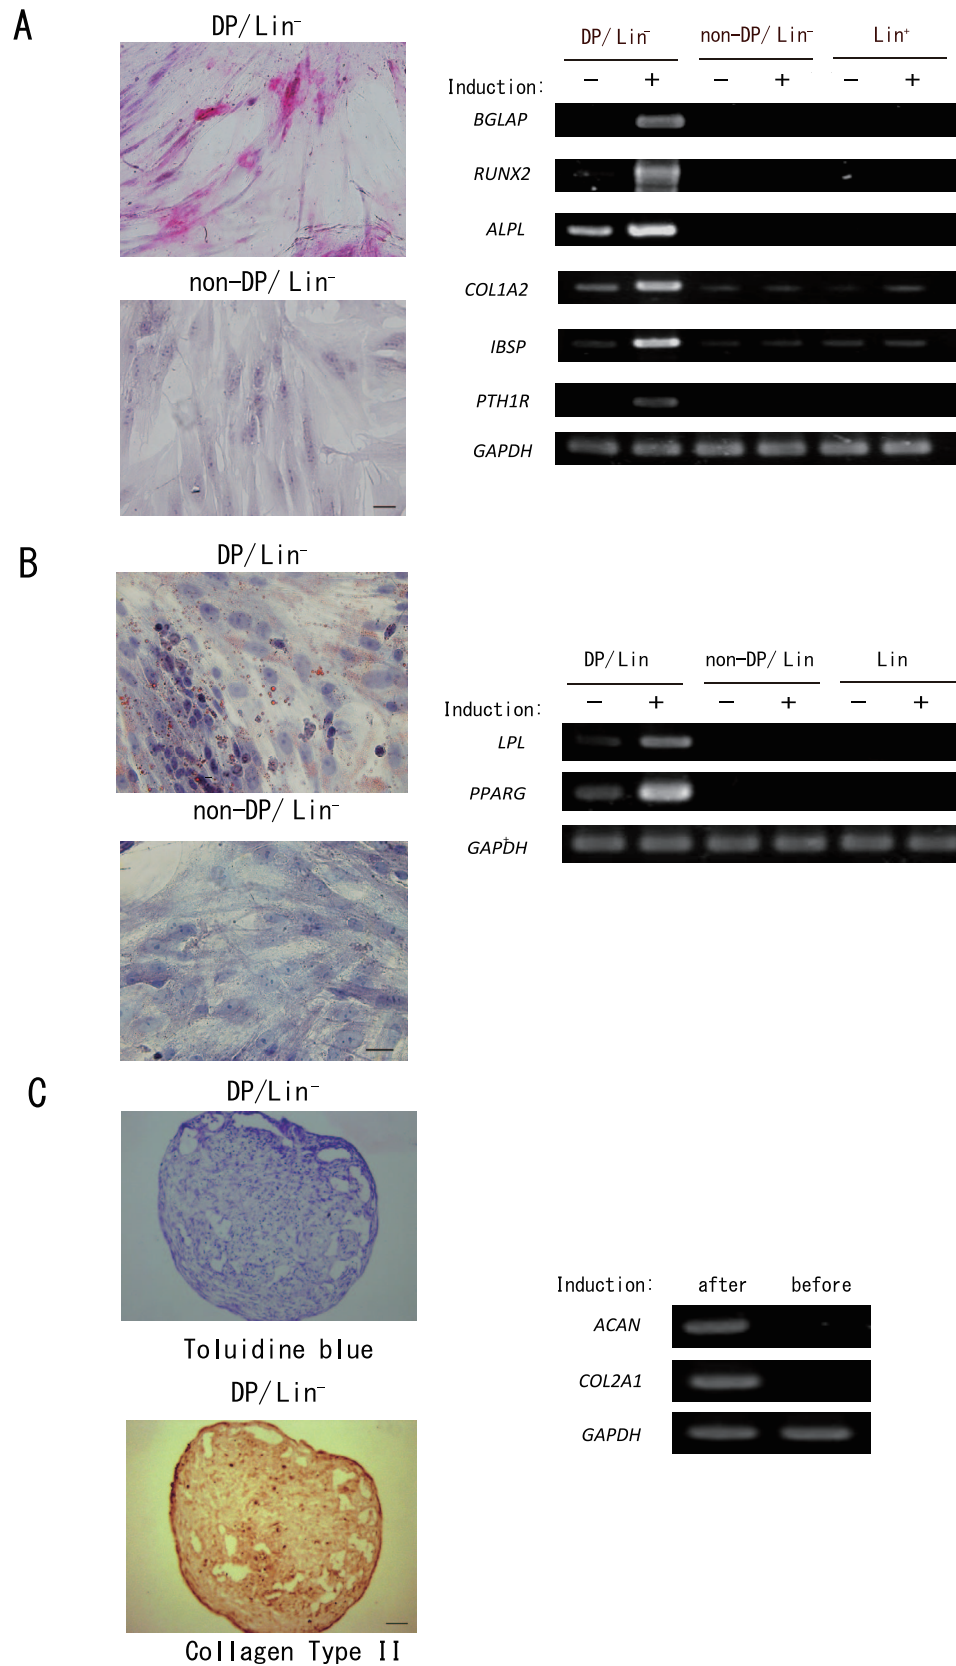 A
DP/Lin⁻
DP/Lin⁻ non-DP/Lin⁻ Lin⁺
Induction: − + − + − +
BGLAP
RUNX2
ALPL
non-DP/ Lin⁻
COL1A2
IBSP
PTH1R
GAPDH
B
DP/Lin⁻
DP/Lin non-DP/Lin Lin
Induction: − + − + − +
LPL
PPARG
non-DP/ Lin⁻
GAPDH
+
C
DP/Lin⁻
Induction: after before
ACAN
Toluidine blue
COL2A1
DP/Lin⁻
GAPDH
Collagen Type II